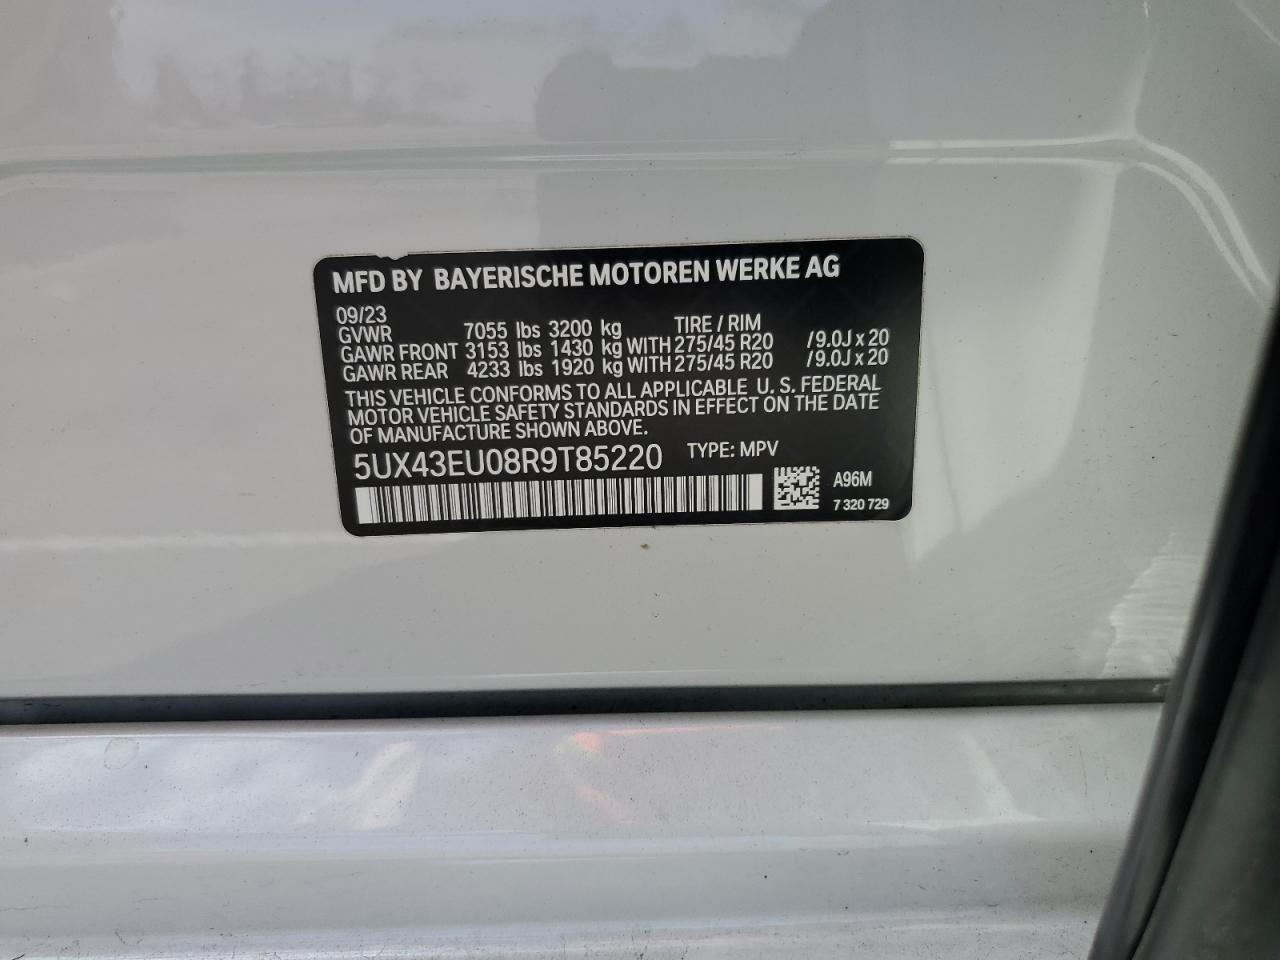 MFD BY BAYERISCHE MOTOREN WERKE AG
09/23
GVWR 7055 lbs 3200 kg TIRE / RIM
GAWR FRONT 3153 lbs 1430 kg WITH 275/45 R20 /9.0J x 20
GAWR REAR 4233 lbs 1920 kg WITH 275/45 R20 /9.0J x 20
THIS VEHICLE CONFORMS TO ALL APPLICABLE U. S. FEDERAL
MOTOR VEHICLE SAFETY STANDARDS IN EFFECT ON THE DATE
OF MANUFACTURE SHOWN ABOVE.
5UX43EU08R9T85220 TYPE: MPV
A96M
7 320 729